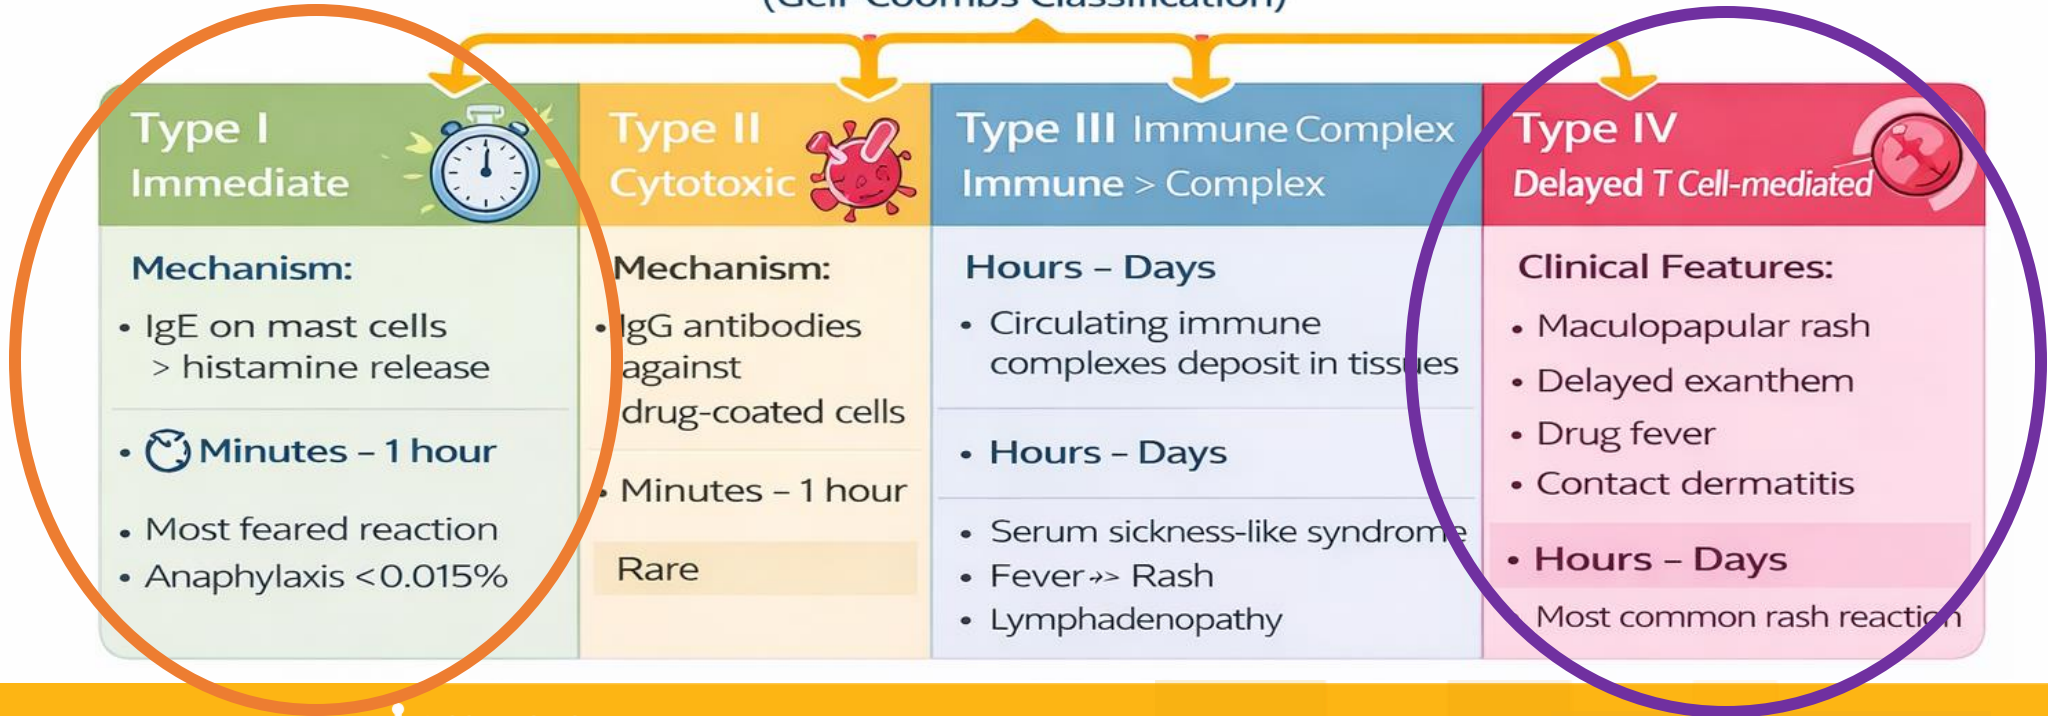 (Gell-Coombs Classification)
Type I
Immediate
Mechanism:
• IgE on mast cells
> histamine release
• Minutes – 1 hour
• Most feared reaction
• Anaphylaxis <0.015%
Type II
Cytotoxic
Mechanism:
• IgG antibodies
against
drug-coated cells
• Minutes – 1 hour
Rare
Type III Immune Complex
Immune > Complex
Hours – Days
• Circulating immune
complexes deposit in tissues
• Hours – Days
• Serum sickness-like syndrome
• Fever →> Rash
• Lymphadenopathy
Type IV
Delayed T Cell-mediated
Clinical Features:
• Maculopapular rash
• Delayed exanthem
• Drug fever
• Contact dermatitis
• Hours – Days
Most common rash reaction